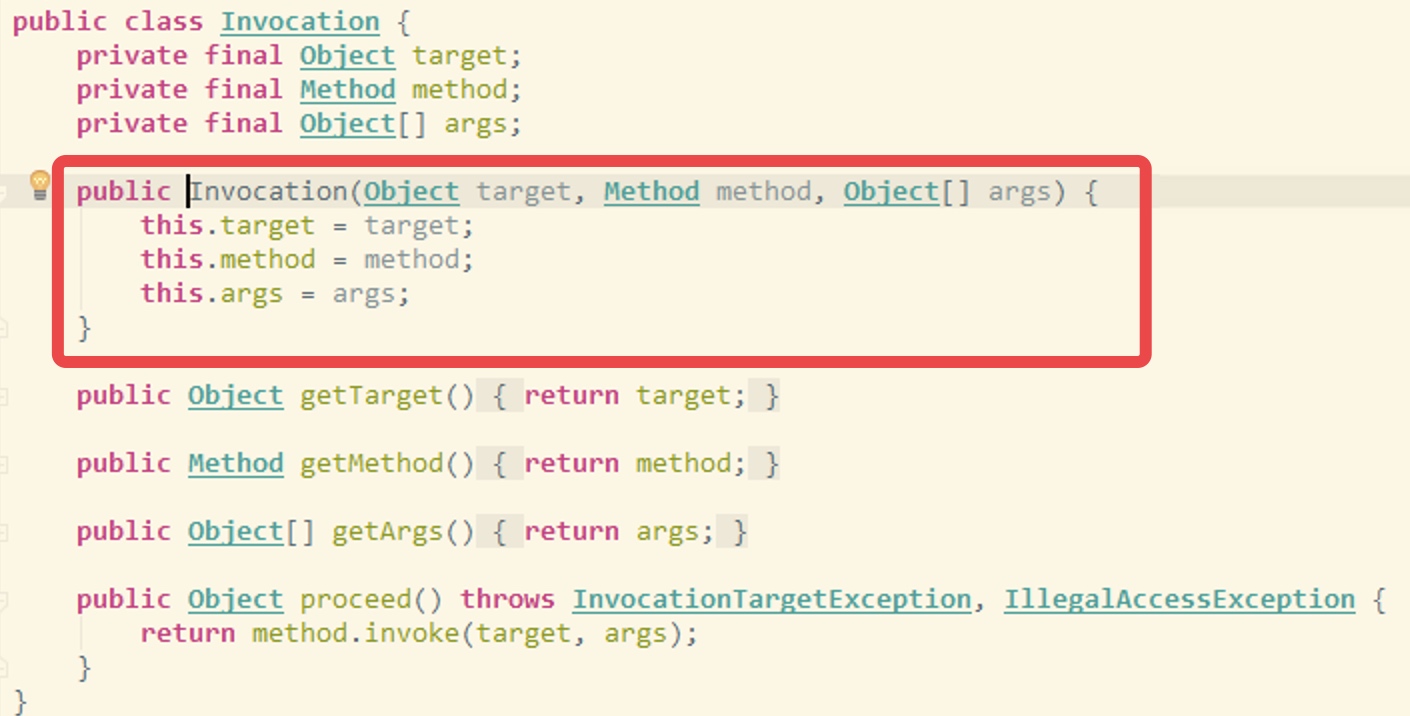 public class Invocation {
private final Object target;
private final Method method;
private final Object[] args;
public Invocation(Object target, Method method, Object[] args) {
this.target = target;
this.method = method;
this.args = args;
}
public Object getTarget() { return target; }
public Method getMethod() { return method; }
public Object[] getArgs() { return args; }
public Object proceed() throws InvocationTargetException, IllegalAccessException {
return method.invoke(target, args);
}
}